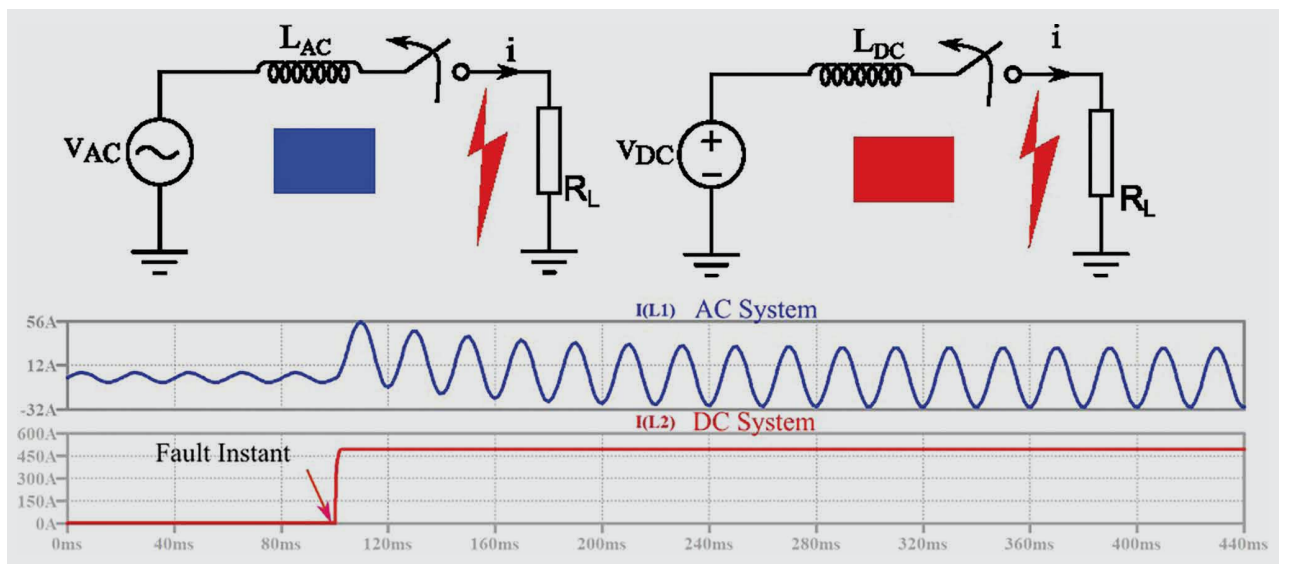 L_AC
i
V_AC
R_L
L_DC
i
V_DC
+
−
R_L
I(L1) AC System
56A
12A
-32A
I(L2) DC System
600A
450A
300A
150A
0A
Fault Instant
0ms 40ms 80ms 120ms 160ms 200ms 240ms 280ms 320ms 360ms 400ms 440ms